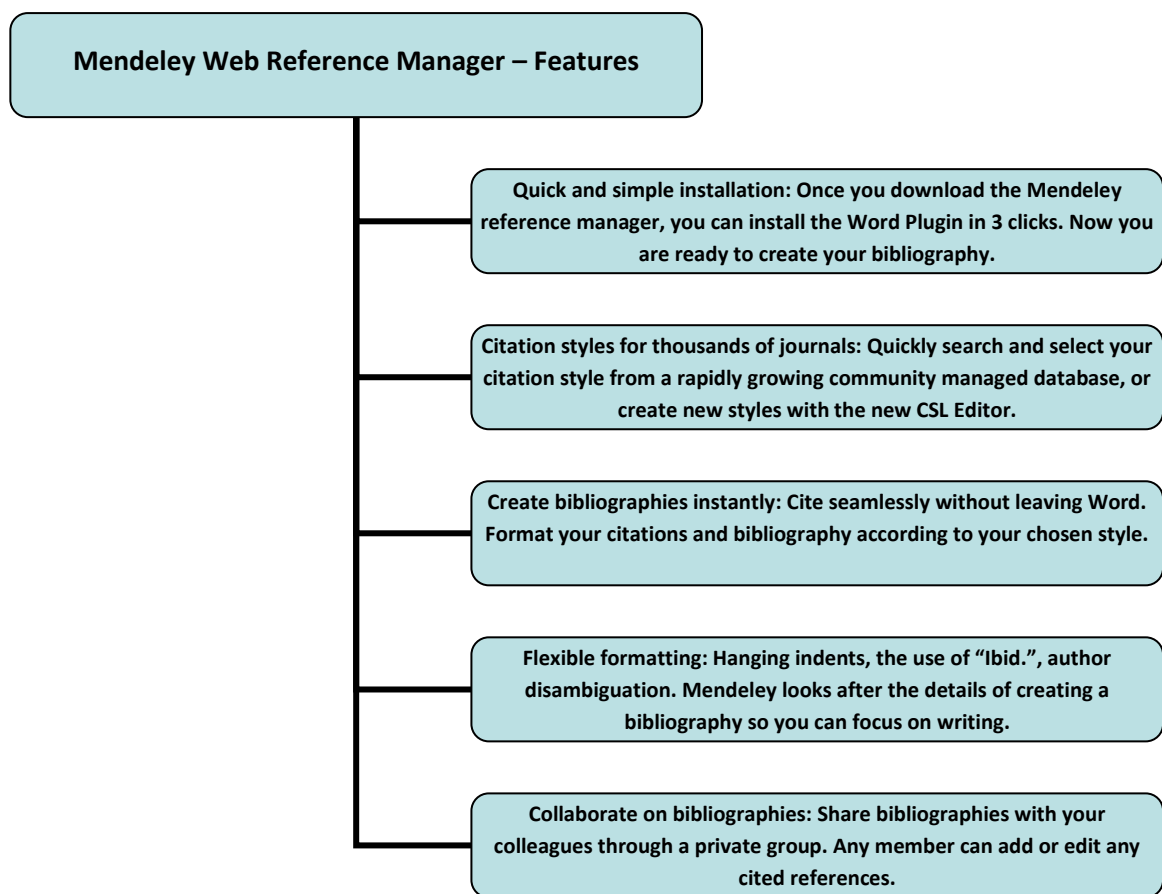 Mendeley Web Reference Manager – Features
Quick and simple installation: Once you download the Mendeley
reference manager, you can install the Word Plugin in 3 clicks. Now you
are ready to create your bibliography.
Citation styles for thousands of journals: Quickly search and select your
citation style from a rapidly growing community managed database, or
create new styles with the new CSL Editor.
Create bibliographies instantly: Cite seamlessly without leaving Word.
Format your citations and bibliography according to your chosen style.
Flexible formatting: Hanging indents, the use of “Ibid.”, author
disambiguation. Mendeley looks after the details of creating a
bibliography so you can focus on writing.
Collaborate on bibliographies: Share bibliographies with your
colleagues through a private group. Any member can add or edit any
cited references.